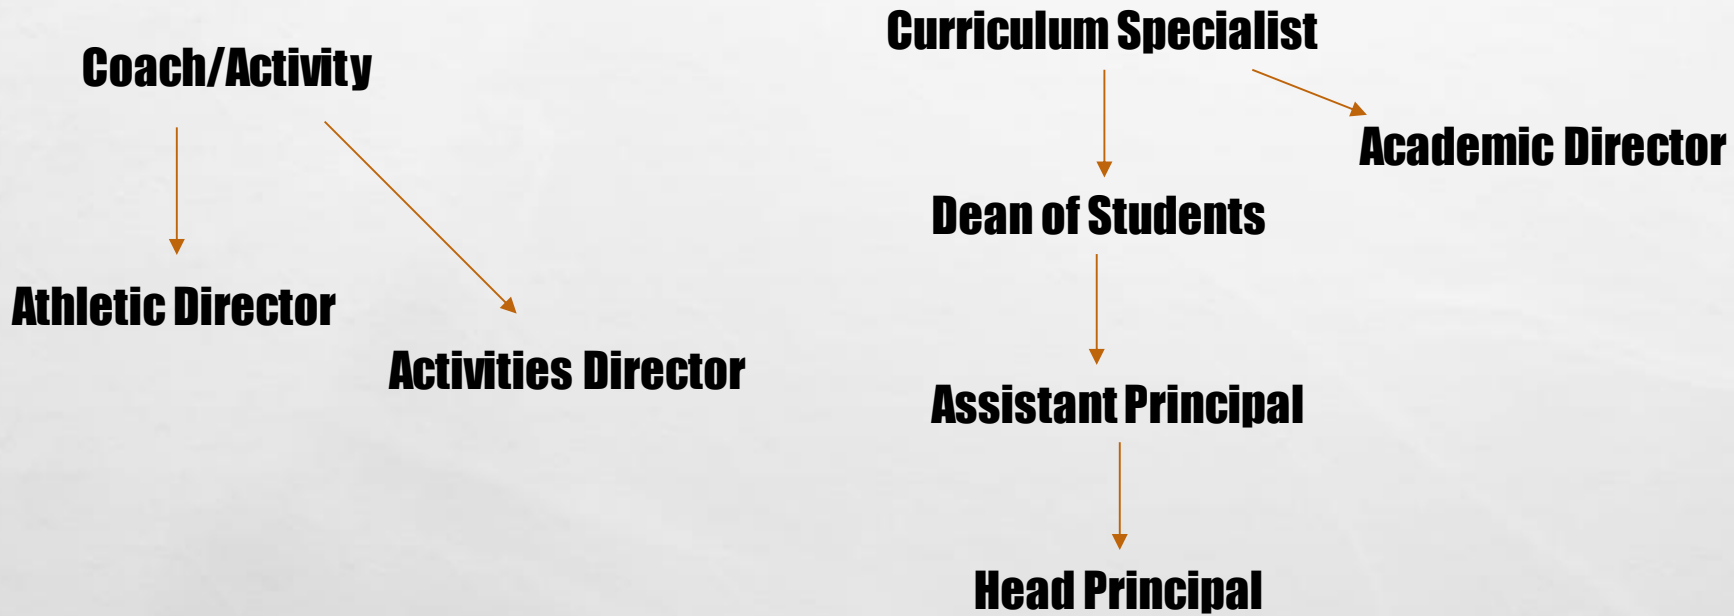 Coach/Activity
Athletic Director
Activities Director
Curriculum Specialist
Academic Director
Dean of Students
Assistant Principal
Head Principal